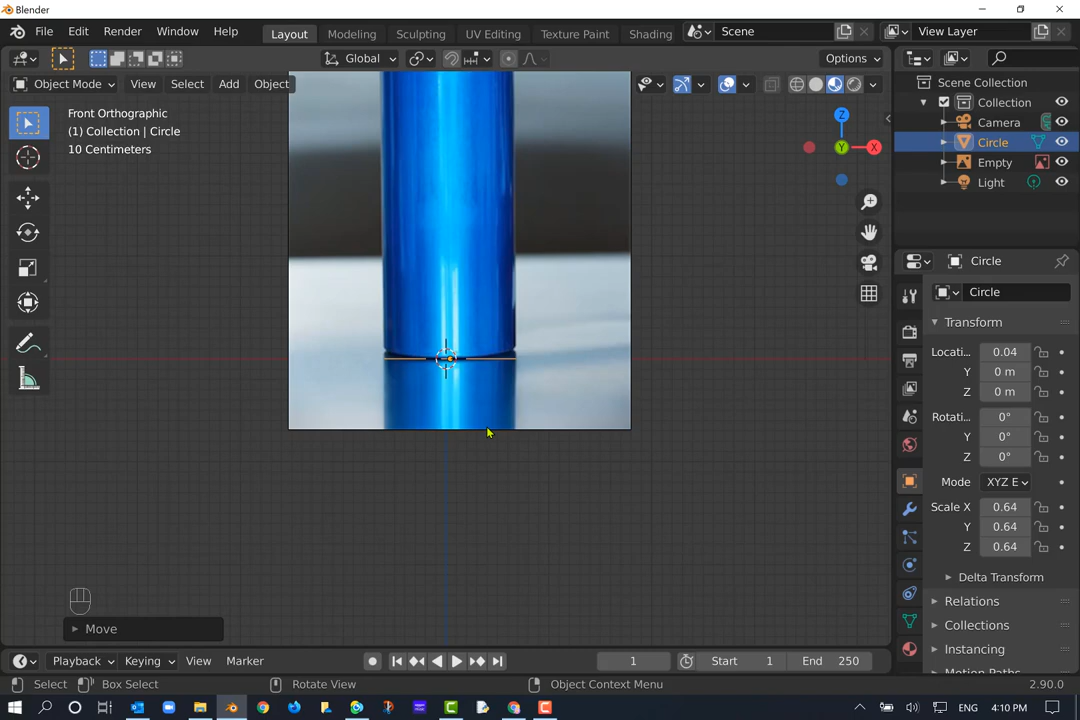 Blender
File Edit Render Window Help Layout Modeling Sculpting UV Editing Texture Paint Shading Scene View Layer
Global Options
Object Mode View Select Add Object
Front Orthographic
(1) Collection | Circle
10 Centimeters
Z
Y
X
Scene Collection
Collection
Camera
Circle
Empty
Light
Circle
Circle
Transform
Locati... 0.04
Y 0 m
Z 0 m
Rotati... 0°
Y 0°
Z 0°
Mode XYZ E
Scale X 0.64
Y 0.64
Z 0.64
Delta Transform
Relations
Collections
Instancing
Motion Paths
Move
Playback Keying View Marker 1 Start 1 End 250
Select Box Select Rotate View Object Context Menu 2.90.0
ENG 4:10 PM